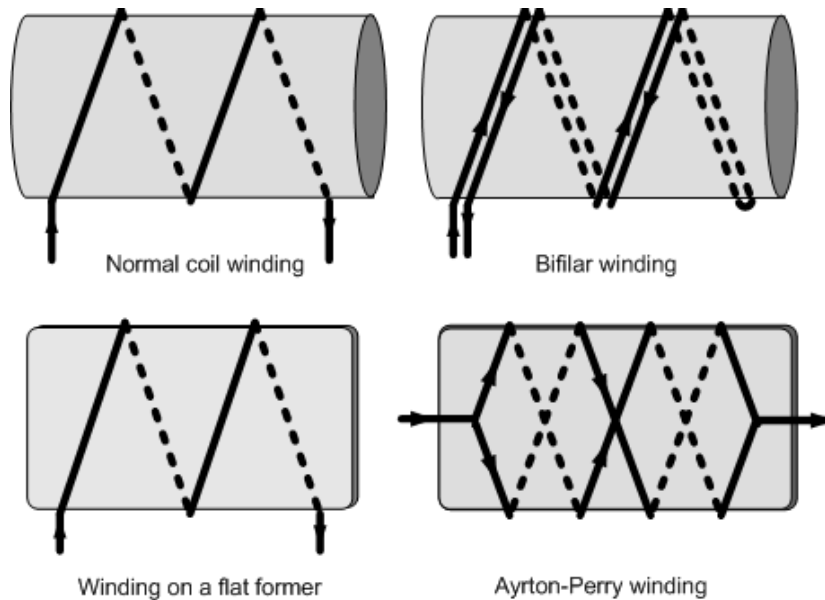 Normal coil winding
Bifilar winding
Winding on a flat former
Ayrton-Perry winding